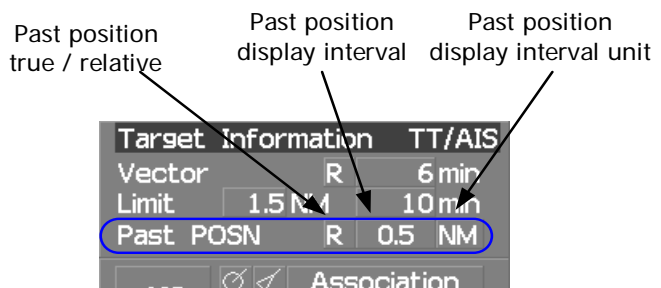 Past position
true / relative
Past position
display interval
Past position
display interval unit
Target Information TT/AIS
Vector R 6 min
Limit 1.5 NM 10 min
Past POSN R 0.5 NM
Association